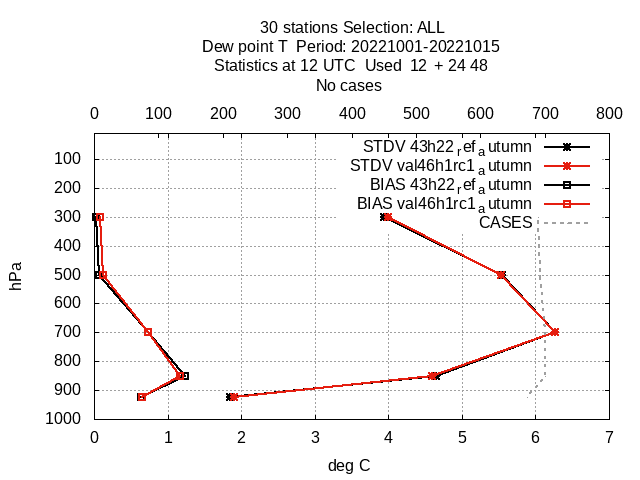 30 stations Selection: ALL
Dew point T  Period: 20221001-20221015
Statistics at 12 UTC  Used  12  + 24 48
No cases
0 100 200 300 400 500 600 700 800
STDV 43h22_ref_autumn
STDV val46h1rc1_autumn
BIAS 43h22_ref_autumn
BIAS val46h1rc1_autumn
CASES
100
200
300
400
500
600
700
800
900
1000
hPa
0 1 2 3 4 5 6 7
deg C